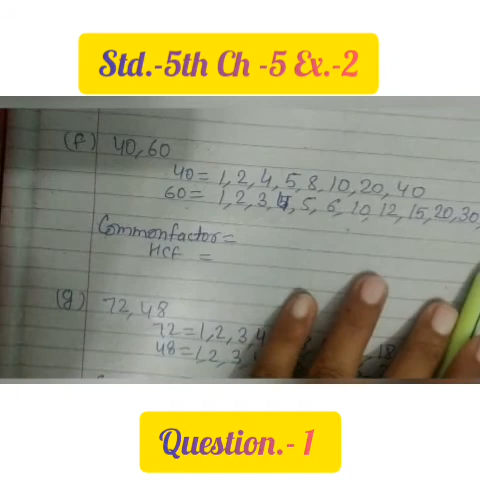 Std.-5th Ch -5 Ex.-2
(f) 40,60
40= 1, 2, 4, 5, 8, 10, 20, 40
60= 1, 2, 3, 4, 5, 6, 10, 12, 15, 20, 30,
Commonfactor=
HCF =
(g) 72, 48
72=1, 2, 3, 4 18
48=1, 2, 3,
Question.- 1